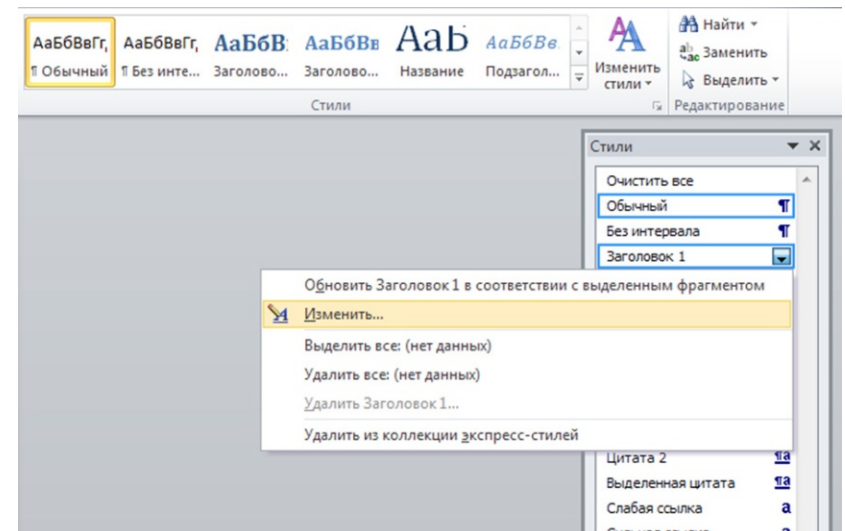 АаБбВвГг, АаБбВвГг, АаБбВ АаБбВв АаЬ АаБбВв.
¶ Обычный ¶ Без инте... Заголово... Заголово... Название Подзагол...
Изменить стили
Найти
Заменить
Выделить
Стили
Редактирование
Стили
Очистить все
Обычный ¶
Без интервала ¶
Заголовок 1
Обновить Заголовок 1 в соответствии с выделенным фрагментом
Изменить...
Выделить все: (нет данных)
Удалить все: (нет данных)
Удалить Заголовок 1...
Удалить из коллекции экспресс-стилей
Цитата 2 ¶a
Выделенная цитата ¶a
Слабая ссылка a